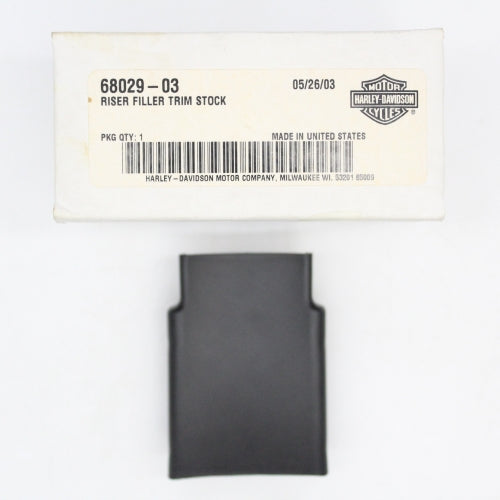 68029-03
05/26/03
RISER FILLER TRIM STOCK
MOTOR
HARLEY-DAVIDSON
CYCLES
®
PKG QTY: 1
MADE IN UNITED STATES
HARLEY-DAVIDSON MOTOR COMPANY, MILWAUKEE WI. 53201 65009